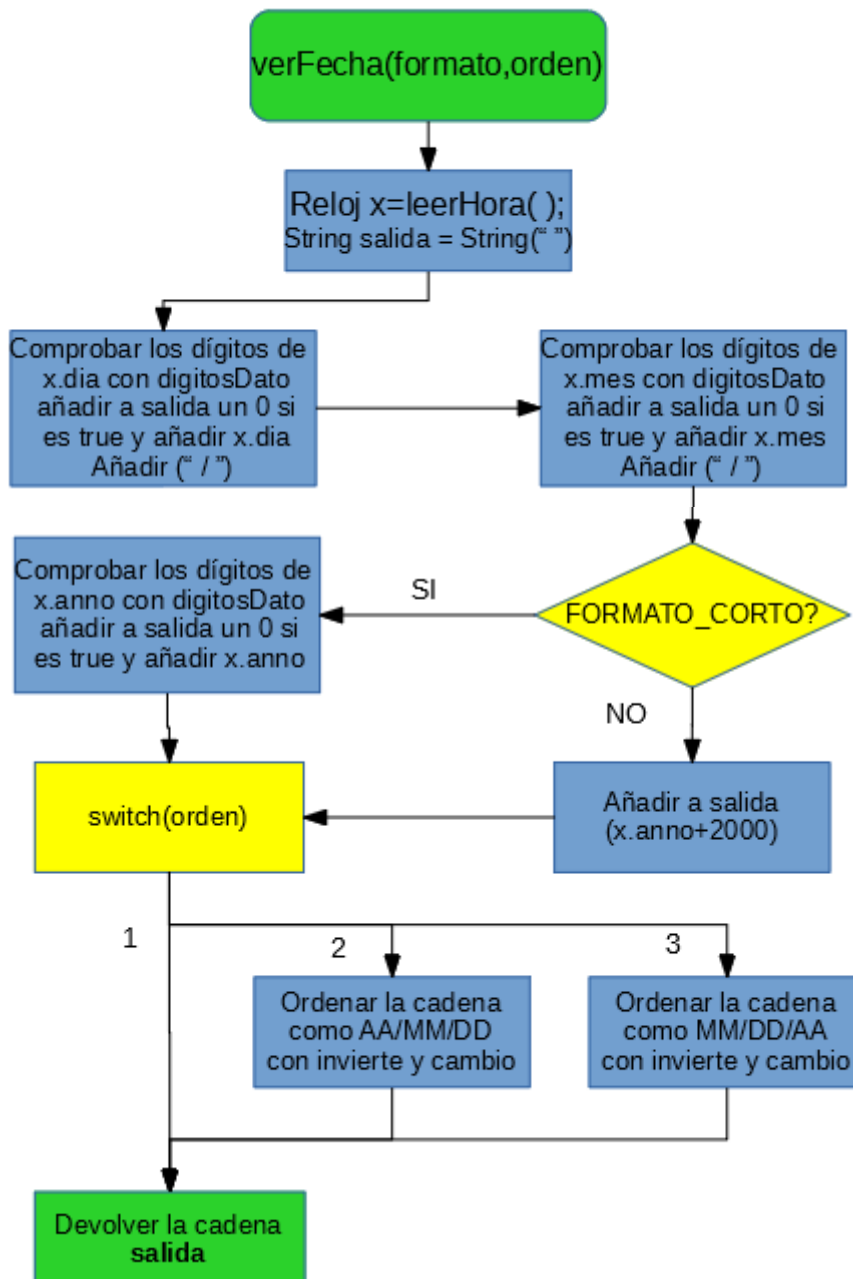 verFecha(formato,orden)
Reloj x=leerHora( );
String salida = String(“ ”)
Comprobar los dígitos de
x.dia con digitosDato
añadir a salida un 0 si
es true y añadir x.dia
Añadir (“ / ”)
Comprobar los dígitos de
x.mes con digitosDato
añadir a salida un 0 si
es true y añadir x.mes
Añadir (“ / ”)
FORMATO_CORTO?
SI
Comprobar los dígitos de
x.anno con digitosDato
añadir a salida un 0 si
es true y añadir x.anno
NO
Añadir a salida
(x.anno+2000)
switch(orden)
1
2
3
Ordenar la cadena
como AA/MM/DD
con invierte y cambio
Ordenar la cadena
como MM/DD/AA
con invierte y cambio
Devolver la cadena
salida